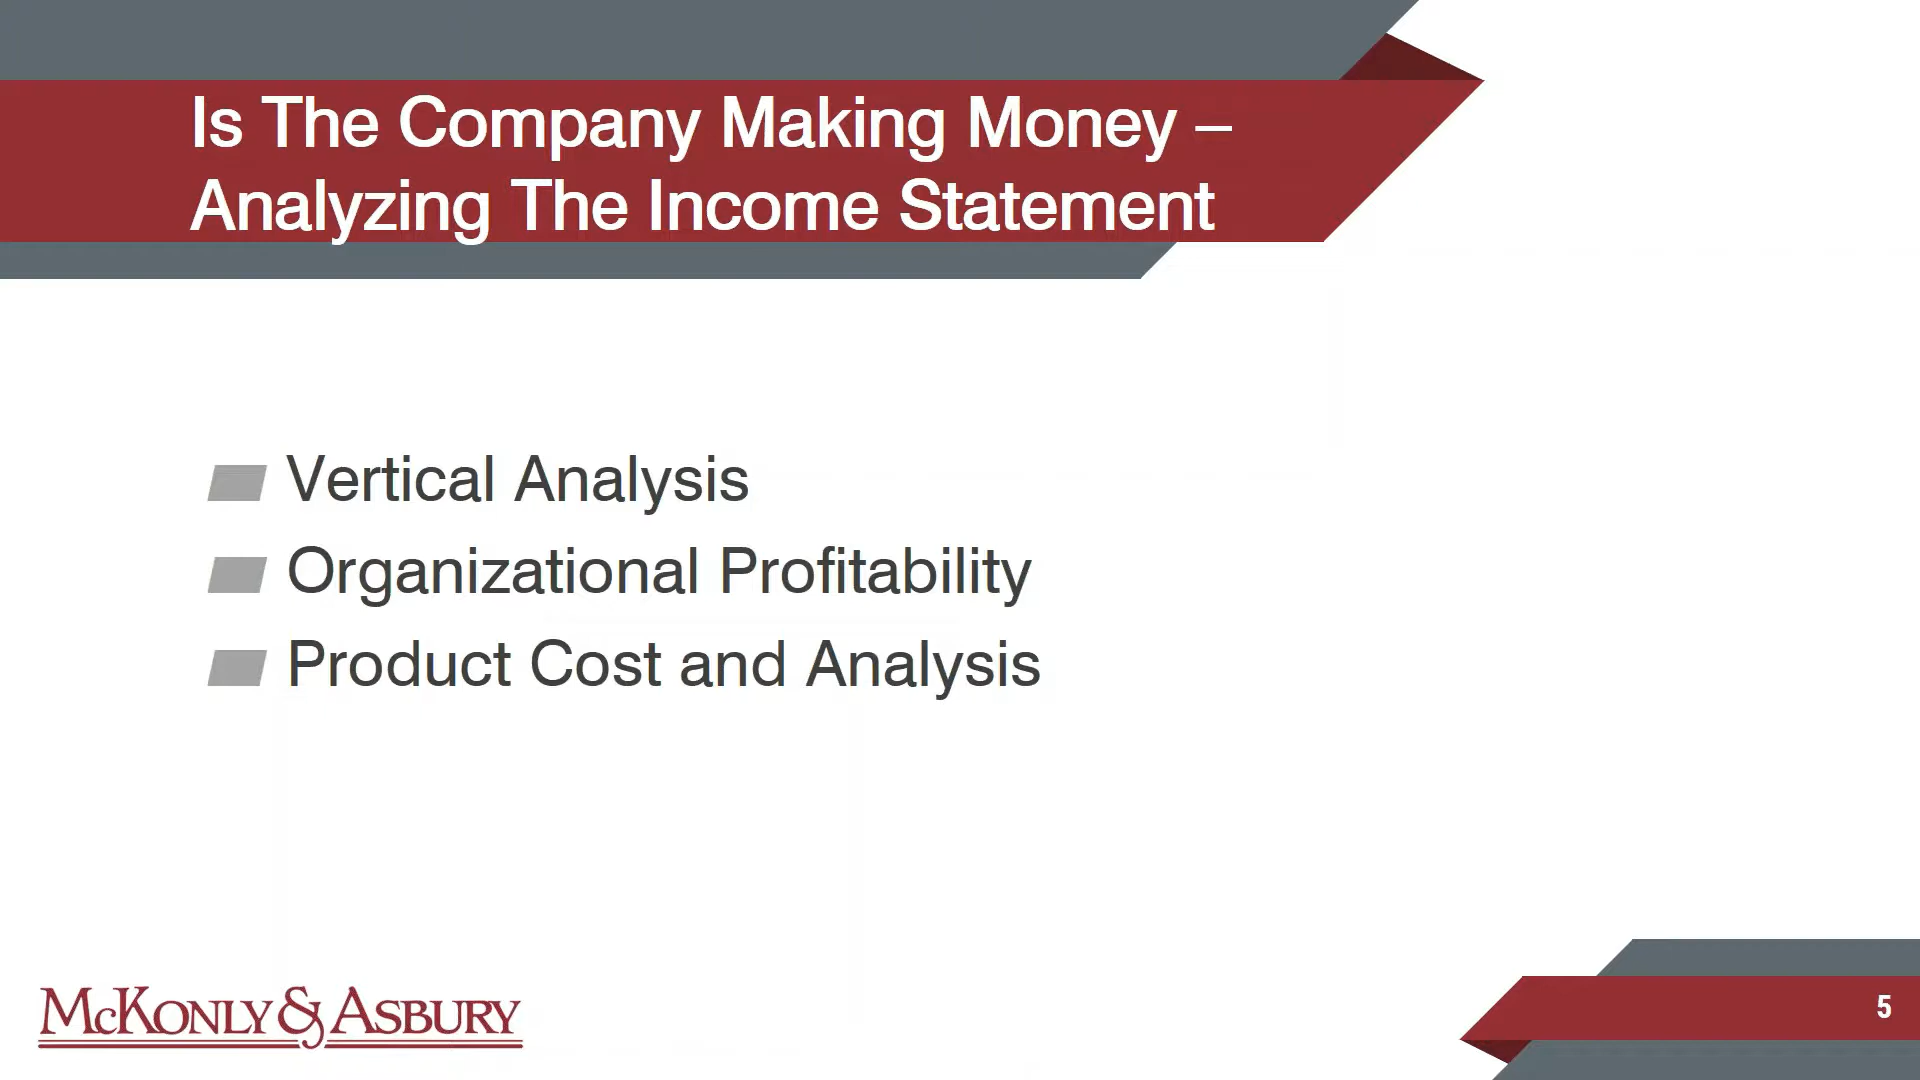 Is The Company Making Money –
Analyzing The Income Statement
Vertical Analysis
Organizational Profitability
Product Cost and Analysis
McKonly & Asbury
5